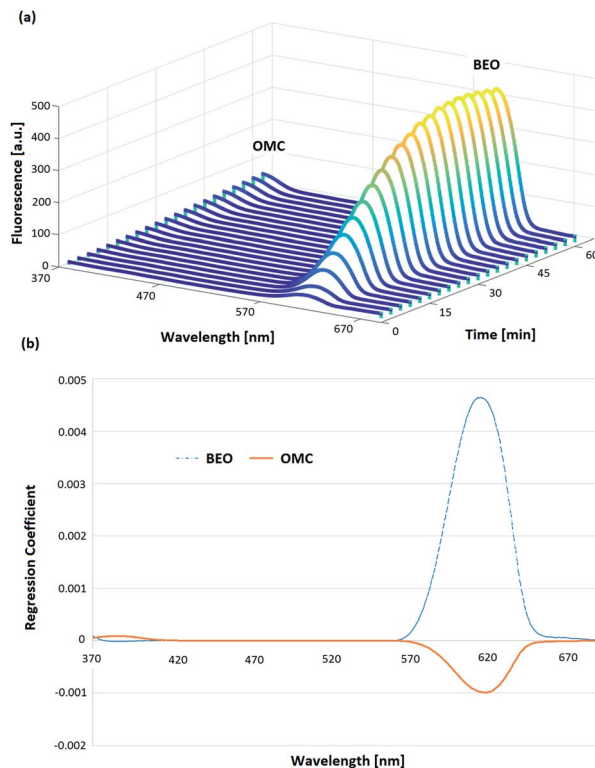 (a)
BEO
OMC
Fluorescence [a.u.]
500
400
300
200
100
0
370
470
570
670
Wavelength [nm]
0
15
30
45
60
Time [min]
(b)
0.005
0.004
0.003
0.002
0.001
0
-0.001
-0.002
Regression Coefficient
BEO OMC
370 420 470 520 570 620 670
Wavelength [nm]